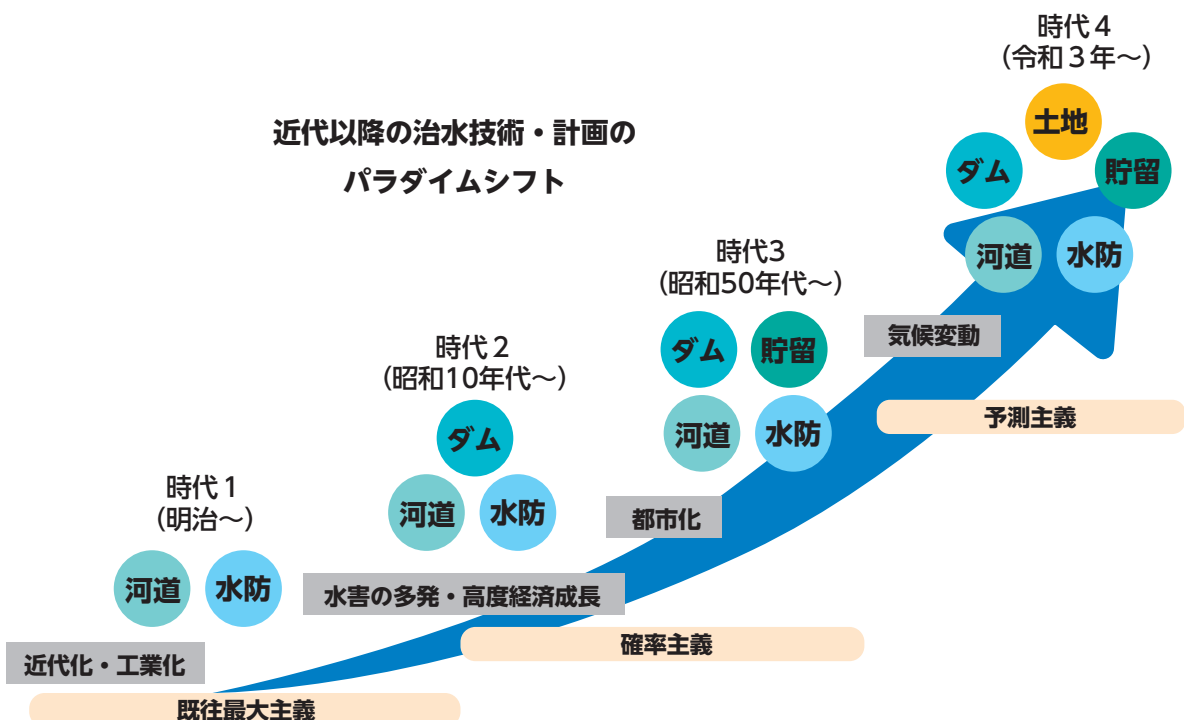 近代以降の治水技術・計画の
パラダイムシフト
時代1
（明治～）
河道
水防
近代化・工業化
既往最大主義
時代2
（昭和10年代～）
ダム
河道
水防
水害の多発・高度経済成長
確率主義
時代3
（昭和50年代～）
ダム
貯留
河道
水防
都市化
時代4
（令和3年～）
土地
ダム
貯留
河道
水防
気候変動
予測主義